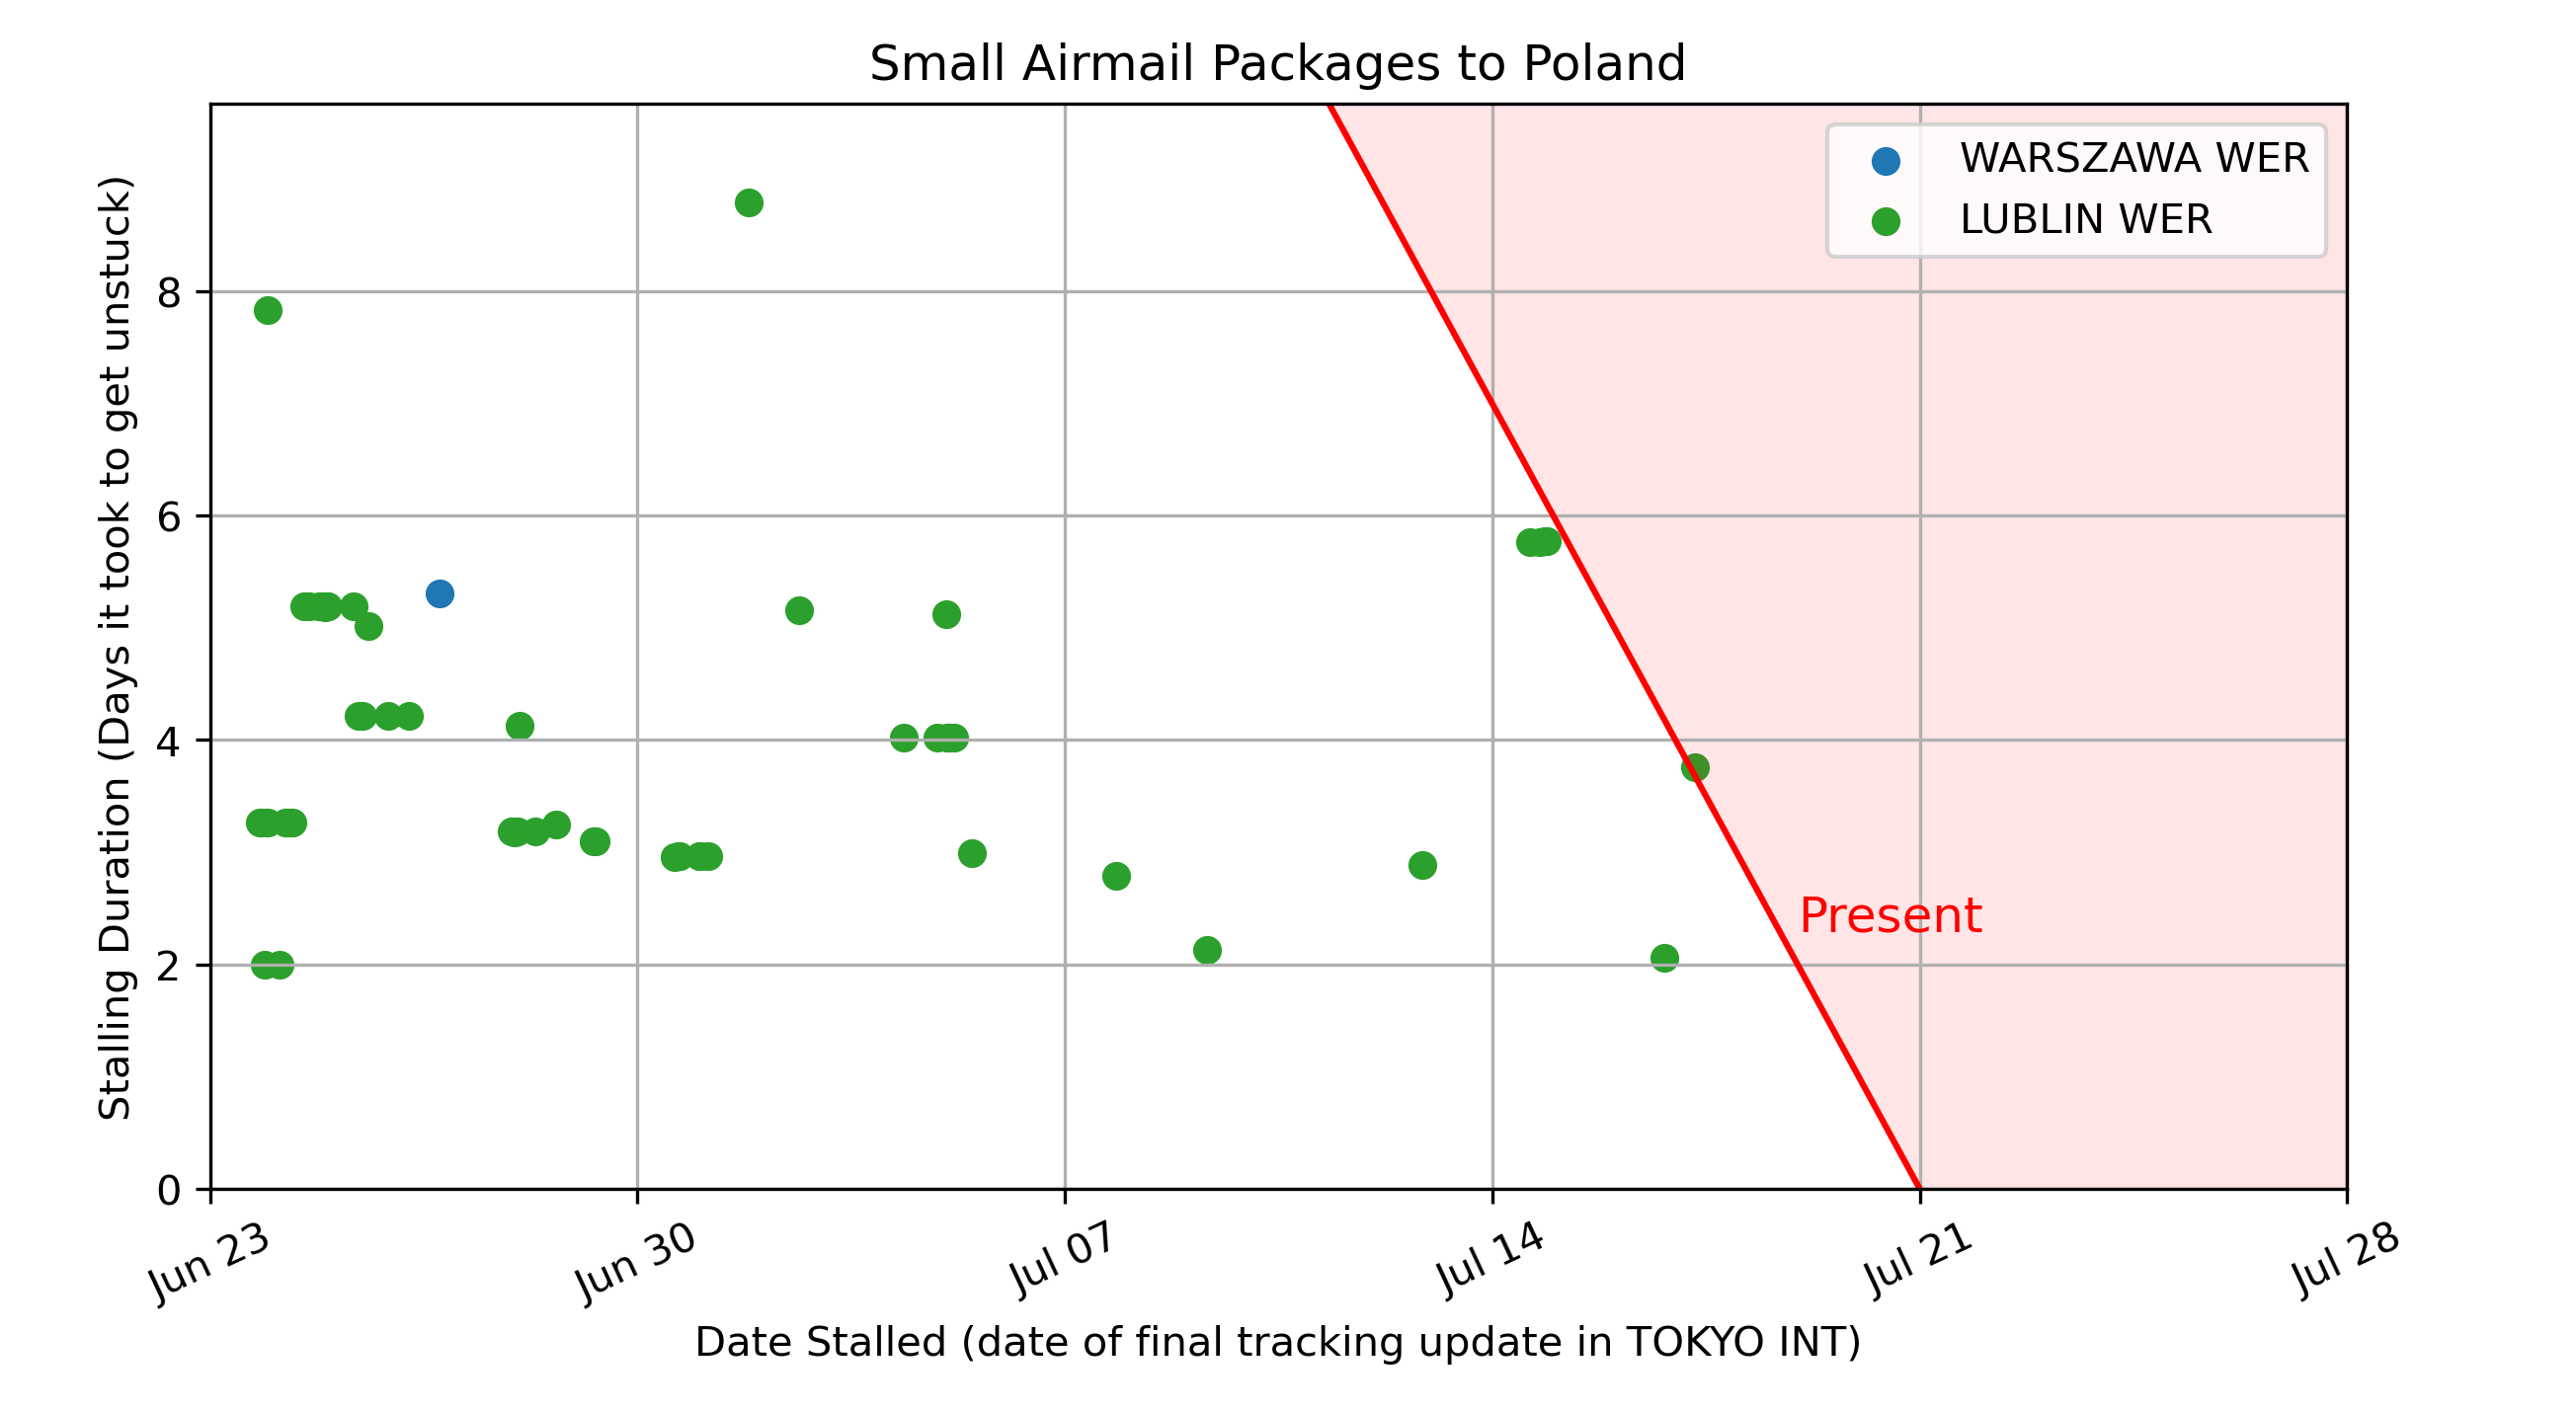 Small Airmail Packages to Poland
WARSZAWA WER
LUBLIN WER
Stalling Duration (Days it took to get unstuck)
8
6
4
2
0
Present
Jun 23
Jun 30
Jul 07
Jul 14
Jul 21
Jul 28
Date Stalled (date of final tracking update in TOKYO INT)